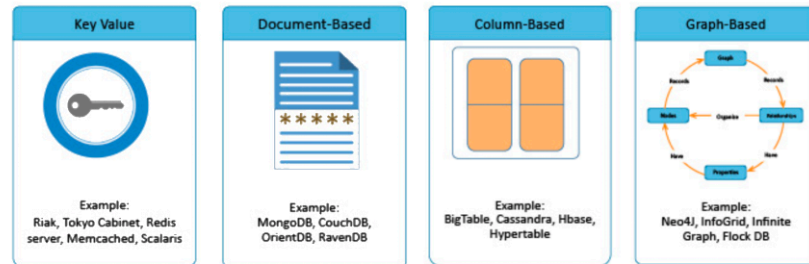 Key Value
Example:
Riak, Tokyo Cabinet, Redis
server, Memcached, Scalaris
Document-Based
*****
Example:
MongoDB, CouchDB,
OrientDB, RavenDB
Column-Based
Example:
BigTable, Cassandra, Hbase,
Hypertable
Graph-Based
Graph
Records
Records
Nodes
Organize
Relationships
Have
Have
Properties
Example:
Neo4J, InfoGrid, Infinite
Graph, Flock DB